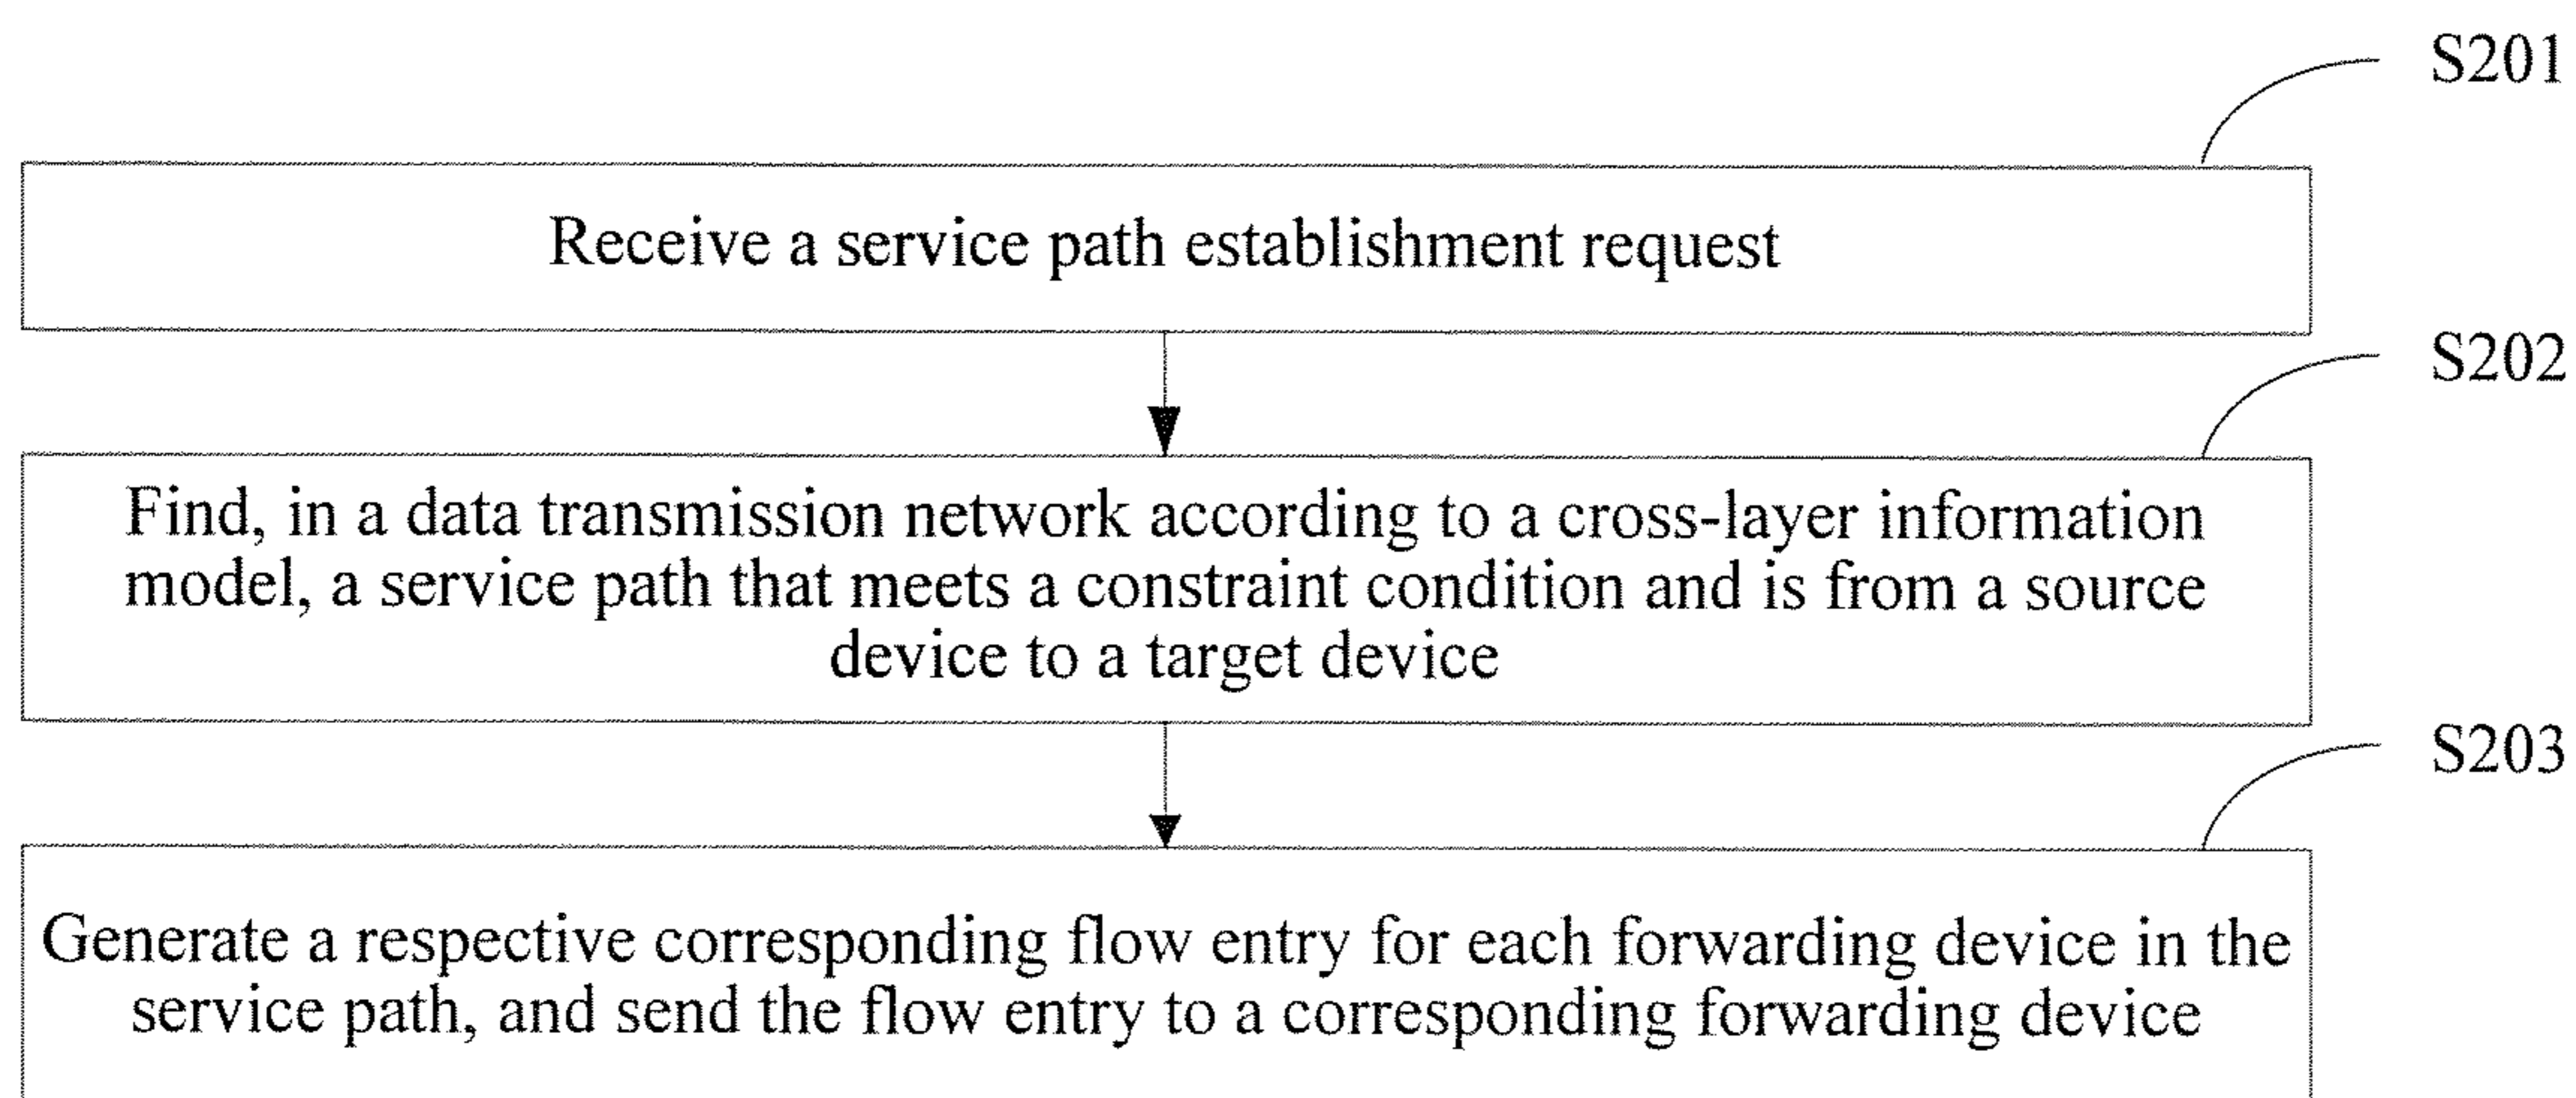 S201
Receive a service path establishment request
S202
Find, in a data transmission network according to a cross-layer information
model, a service path that meets a constraint condition and is from a source
device to a target device
S203
Generate a respective corresponding flow entry for each forwarding device in the
service path, and send the flow entry to a corresponding forwarding device